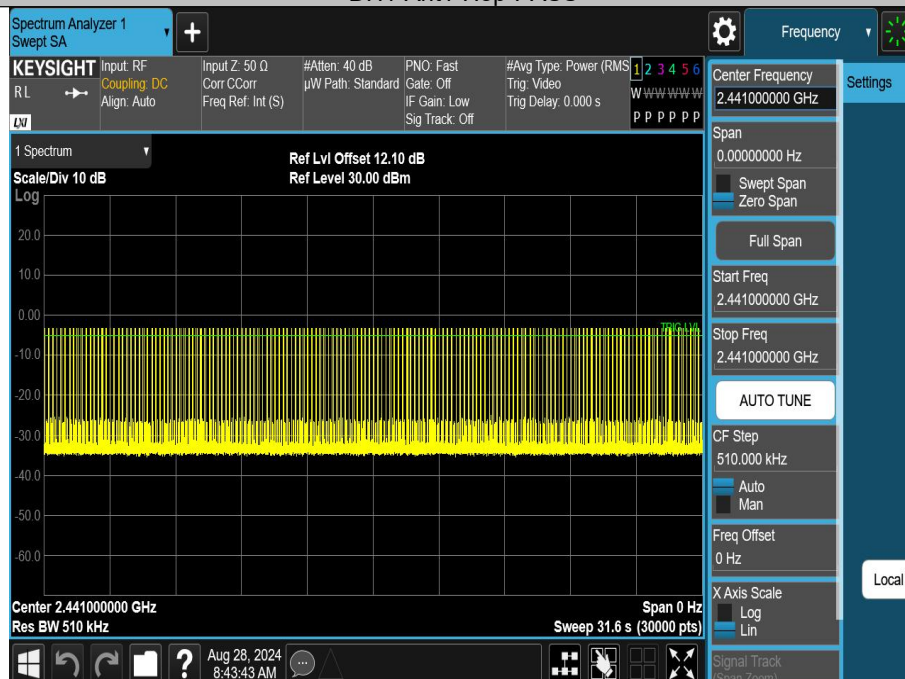 Spectrum Analyzer 1
Swept SA
+
Frequency
KEYSIGHT
RL
LXI
Input: RF
Coupling: DC
Align: Auto
Input Z: 50 Ω
Corr CCorr
Freq Ref: Int (S)
#Atten: 40 dB
µW Path: Standard
PNO: Fast
Gate: Off
IF Gain: Low
Sig Track: Off
#Avg Type: Power (RMS
Trig: Video
Trig Delay: 0.000 s
1 2 3 4 5 6
W W W W W W
P P P P P P
1 Spectrum
Scale/Div 10 dB
Log
Ref Lvl Offset 12.10 dB
Ref Level 30.00 dBm
20.0
10.0
0.00
TRIG LVL
-10.0
-20.0
-30.0
-40.0
-50.0
-60.0
Center 2.441000000 GHz
Res BW 510 kHz
Span 0 Hz
Sweep 31.6 s (30000 pts)
Center Frequency
2.441000000 GHz
Settings
Span
0.00000000 Hz
Swept Span
Zero Span
Full Span
Start Freq
2.441000000 GHz
Stop Freq
2.441000000 GHz
AUTO TUNE
CF Step
510.000 kHz
Auto
Man
Freq Offset
0 Hz
Local
X Axis Scale
Log
Lin
Signal Track
(Span Zoom)
?
Aug 28, 2024
8:43:43 AM